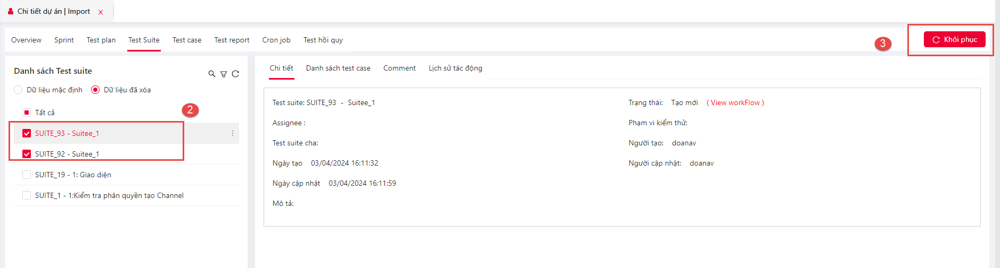 Chi tiết dự án | Import
Overview Sprint Test plan Test Suite Test case Test report Cron job Test hồi quy
3
Khôi phục
Danh sách Test suite
Dữ liệu mặc định Dữ liệu đã xóa
Tất cả
2
SUITE_93 - Suitee_1
SUITE_92 - Suitee_1
SUITE_19 - 1: Giao diện
SUITE_1 - 1:Kiểm tra phân quyền tạo Channel
Chi tiết Danh sách test case Comment Lịch sử tác động
Test suite: SUITE_93 - Suitee_1
Trạng thái: Tạo mới ( View workFlow )
Assignee :
Phạm vi kiểm thử:
Test suite cha:
Người tạo: doanav
Ngày tạo 03/04/2024 16:11:32
Người cập nhật: doanav
Ngày cập nhật 03/04/2024 16:11:59
Mô tả: